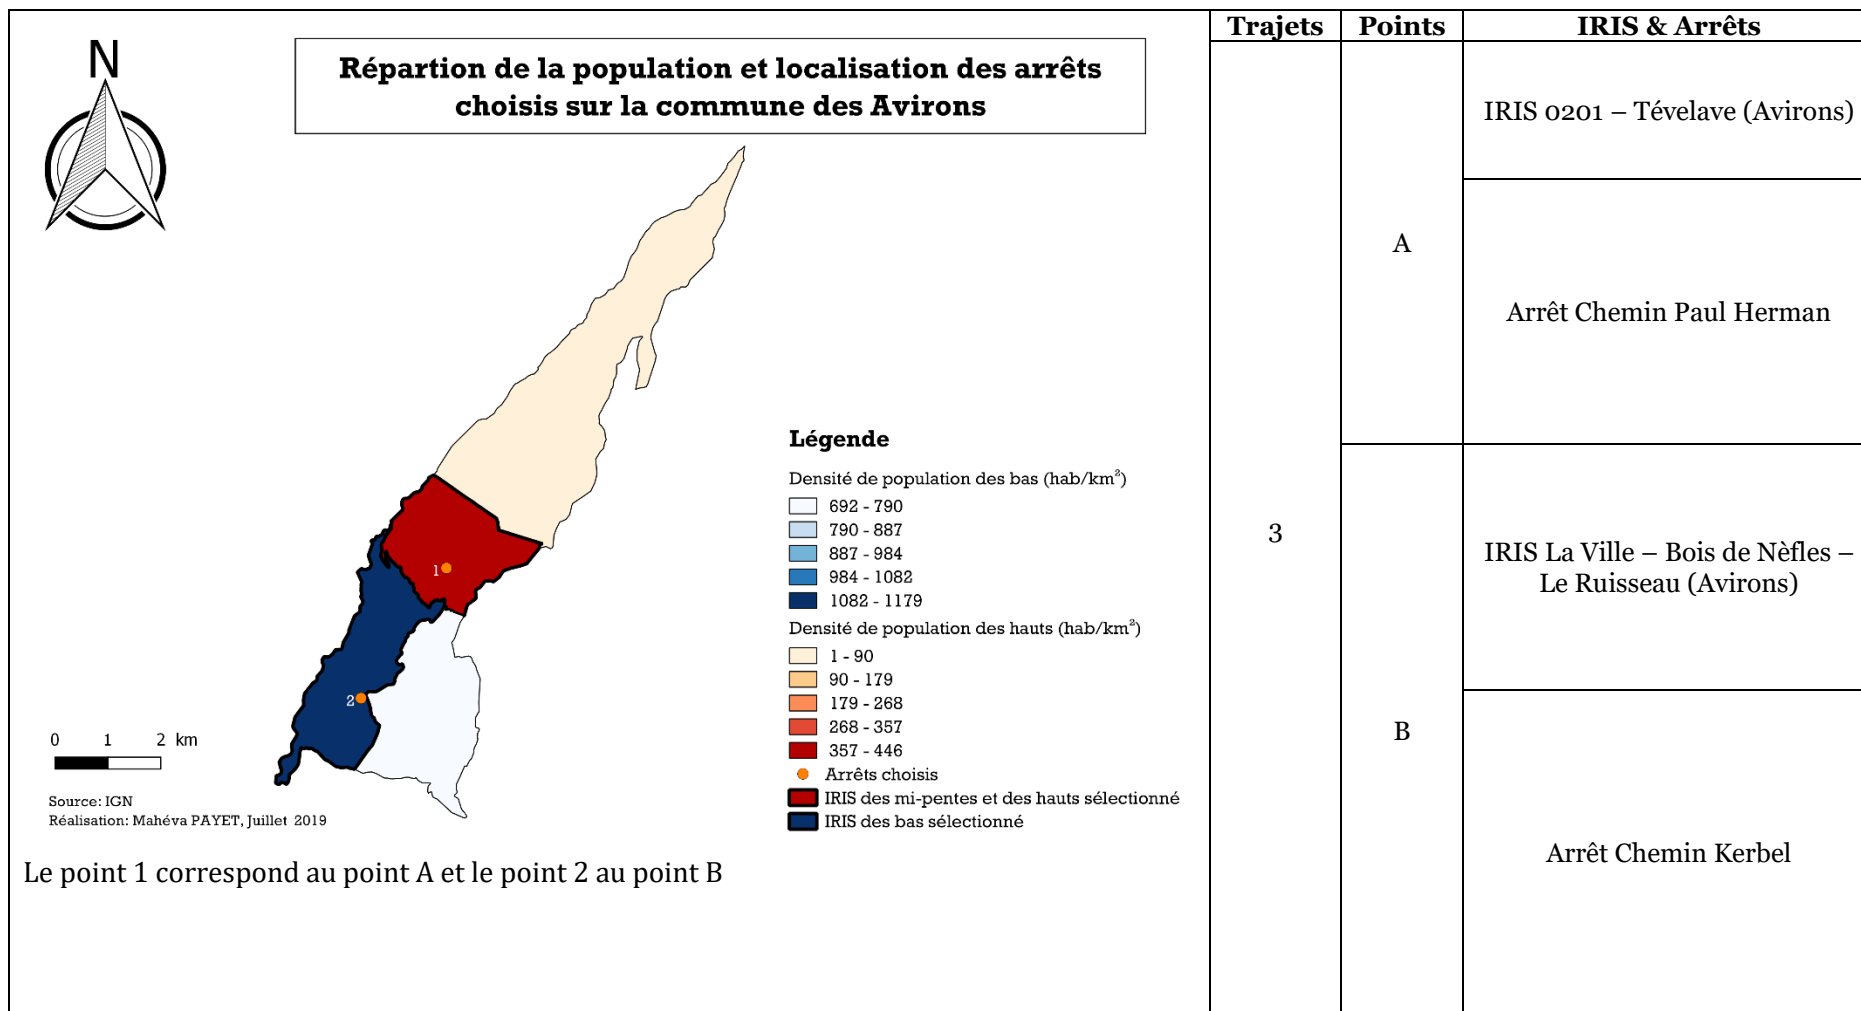 N
Répartion de la population et localisation des arrêts
choisis sur la commune des Avirons
1
2
0 1 2 km
Source: IGN
Réalisation: Mahéva PAYET, Juillet 2019
Légende
Densité de population des bas (hab/km²)
692 - 790
790 - 887
887 - 984
984 - 1082
1082 - 1179
Densité de population des hauts (hab/km²)
1 - 90
90 - 179
179 - 268
268 - 357
357 - 446
Arrêts choisis
IRIS des mi-pentes et des hauts sélectionné
IRIS des bas sélectionné
Le point 1 correspond au point A et le point 2 au point B
Trajets Points IRIS & Arrêts
3
A
IRIS 0201 – Tévelave (Avirons)
Arrêt Chemin Paul Herman
B
IRIS La Ville – Bois de Nèfles –
Le Ruisseau (Avirons)
Arrêt Chemin Kerbel